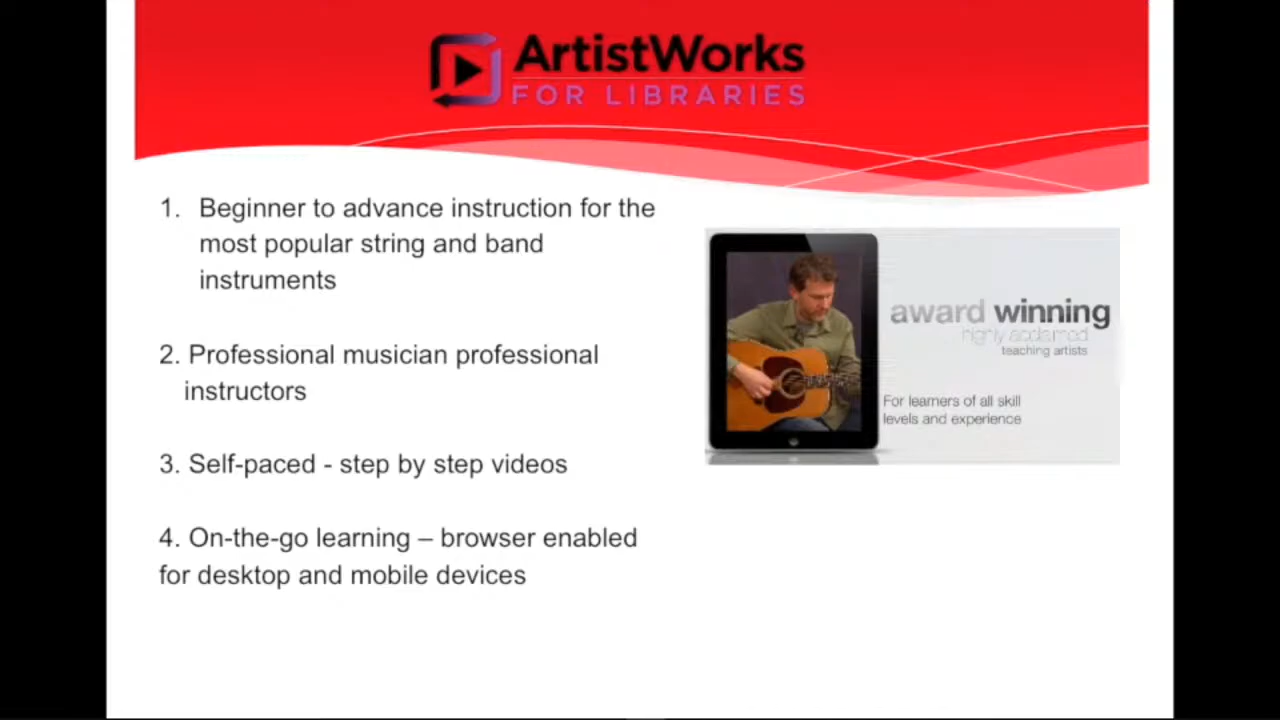 ArtistWorks
FOR LIBRARIES
1. Beginner to advance instruction for the
most popular string and band
instruments
2. Professional musician professional
instructors
3. Self-paced - step by step videos
4. On-the-go learning – browser enabled
for desktop and mobile devices
award winning
highly acclaimed
teaching artists
For learners of all skill
levels and experience